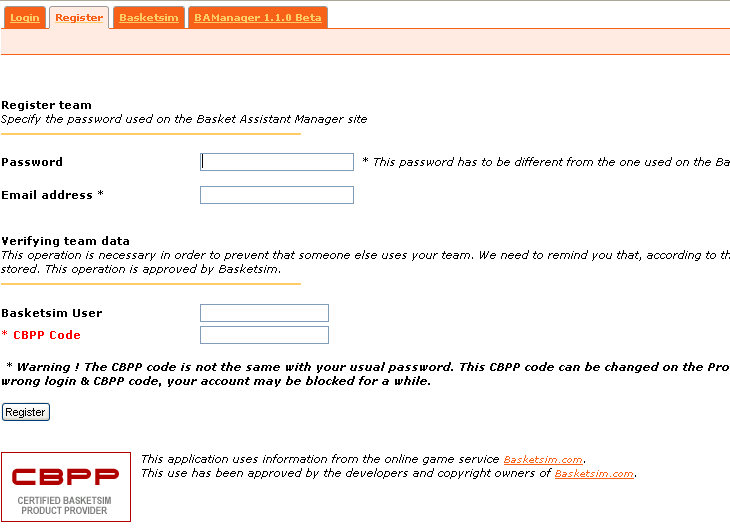 Login Register Basketsim BAManager 1.1.0 Beta
Register team
Specify the password used on the Basket Assistant Manager site
Password * This password has to be different from the one used on the Ba
Email address *
Verifying team data
This operation is necessary in order to prevent that someone else uses your team. We need to remind you that, according to th
stored. This operation is approved by Basketsim.
Basketsim User
* CBPP Code
* Warning ! The CBPP code is not the same with your usual password. This CBPP code can be changed on the Pro
wrong login & CBPP code, your account may be blocked for a while.
Register
This application uses information from the online game service Basketsim.com.
This use has been approved by the developers and copyright owners of Basketsim.com.
CBPP
CERTIFIED BASKETSIM
PRODUCT PROVIDER